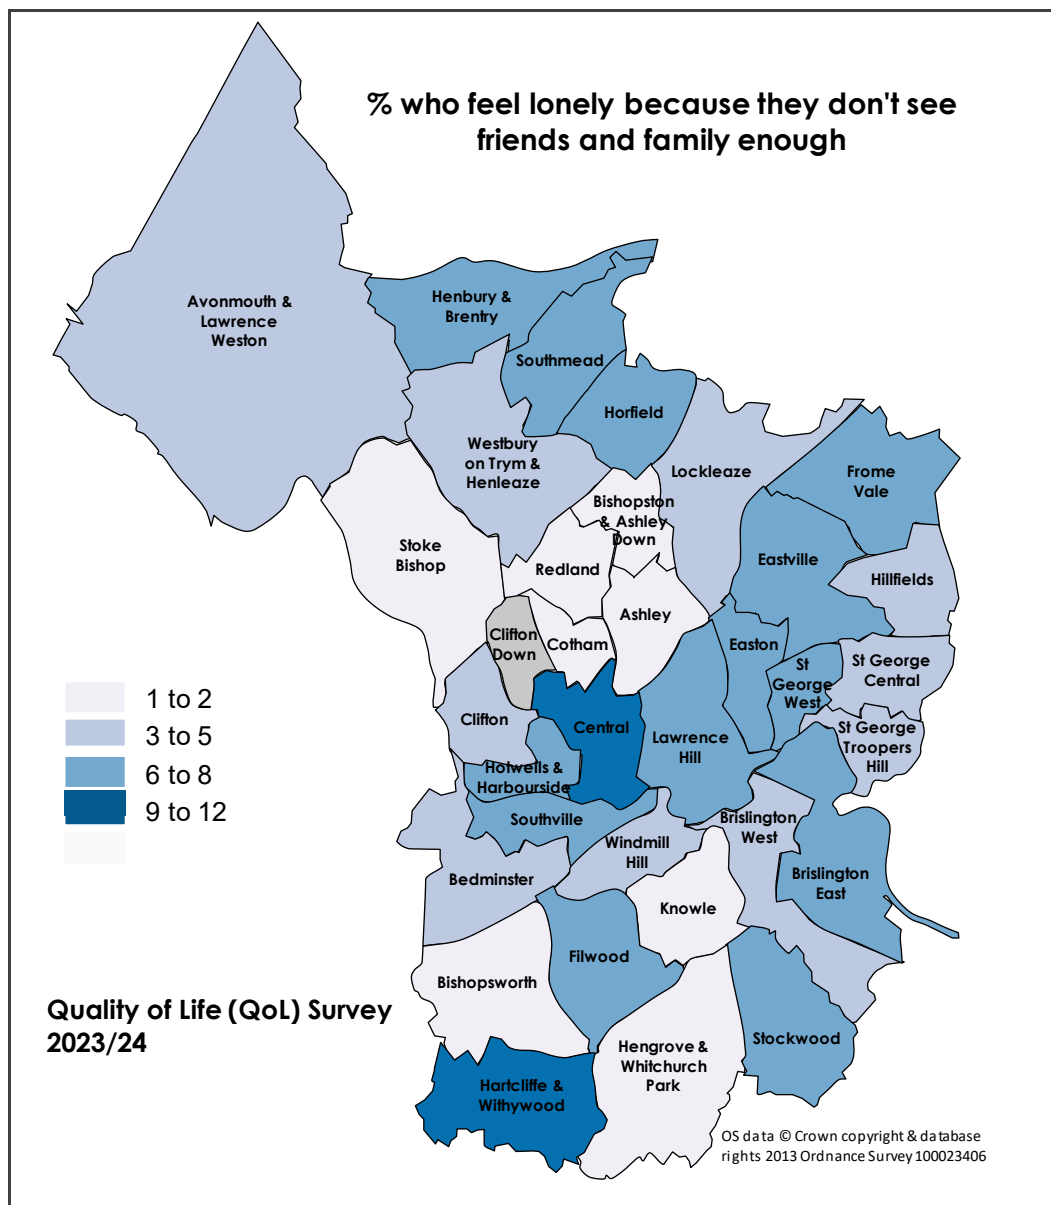 % who feel lonely because they don't see
friends and family enough
Avonmouth &
Lawrence
Weston
Henbury &
Brentry
Southmead
Horfield
Westbury
on Trym &
Henleaze
Lockleaze
Frome
Vale
Bishopston
& Ashley
Down
Stoke
Bishop
Redland
Eastville
Hillfields
Ashley
Clifton
Down
Cotham
Easton
St
George
West
St George
Central
Clifton
Central
Lawrence
Hill
St George
Troopers
Hill
Hotwells &
Harbourside
Southville
Windmill
Hill
Brislington
West
Bedminster
Brislington
East
Knowle
Filwood
Bishopsworth
Stockwood
Hengrove &
Whitchurch
Park
Hartcliffe &
Withywood
1 to 2
3 to 5
6 to 8
9 to 12
Quality of Life (QoL) Survey
2023/24
OS data © Crown copyright & database
rights 2013 Ordnance Survey 100023406